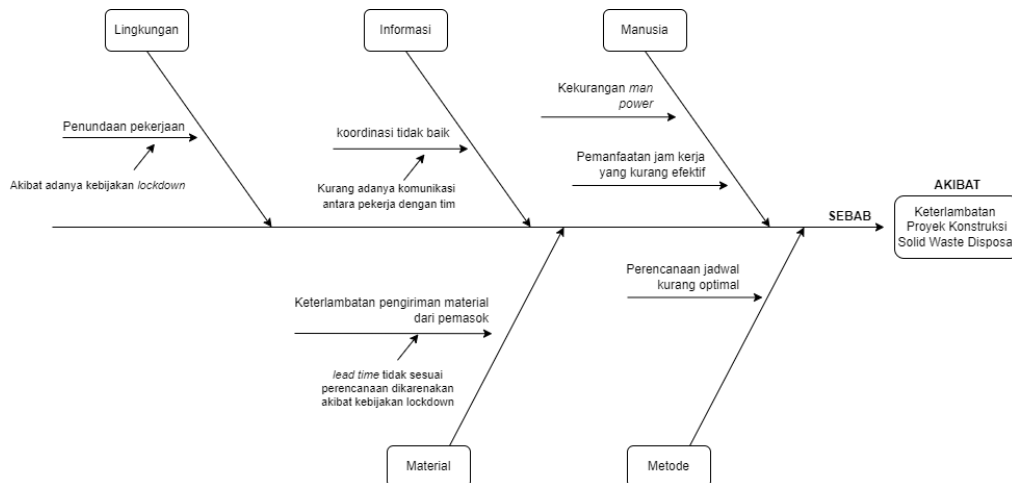 Lingkungan
Informasi
Manusia
Kekurangan man
power
Penundaan pekerjaan
koordinasi tidak baik
Pemanfaatan jam kerja
yang kurang efektif
Akibat adanya kebijakan lockdown
Kurang adanya komunikasi
antara pekerja dengan tim
AKIBAT
SEBAB
Keterlambatan
Proyek Konstruksi
Solid Waste Disposa
Perencanaan jadwal
kurang optimal
Keterlambatan pengiriman material
dari pemasok
lead time tidak sesuai
perencanaan dikarenakan
akibat kebijakan lockdown
Material
Metode